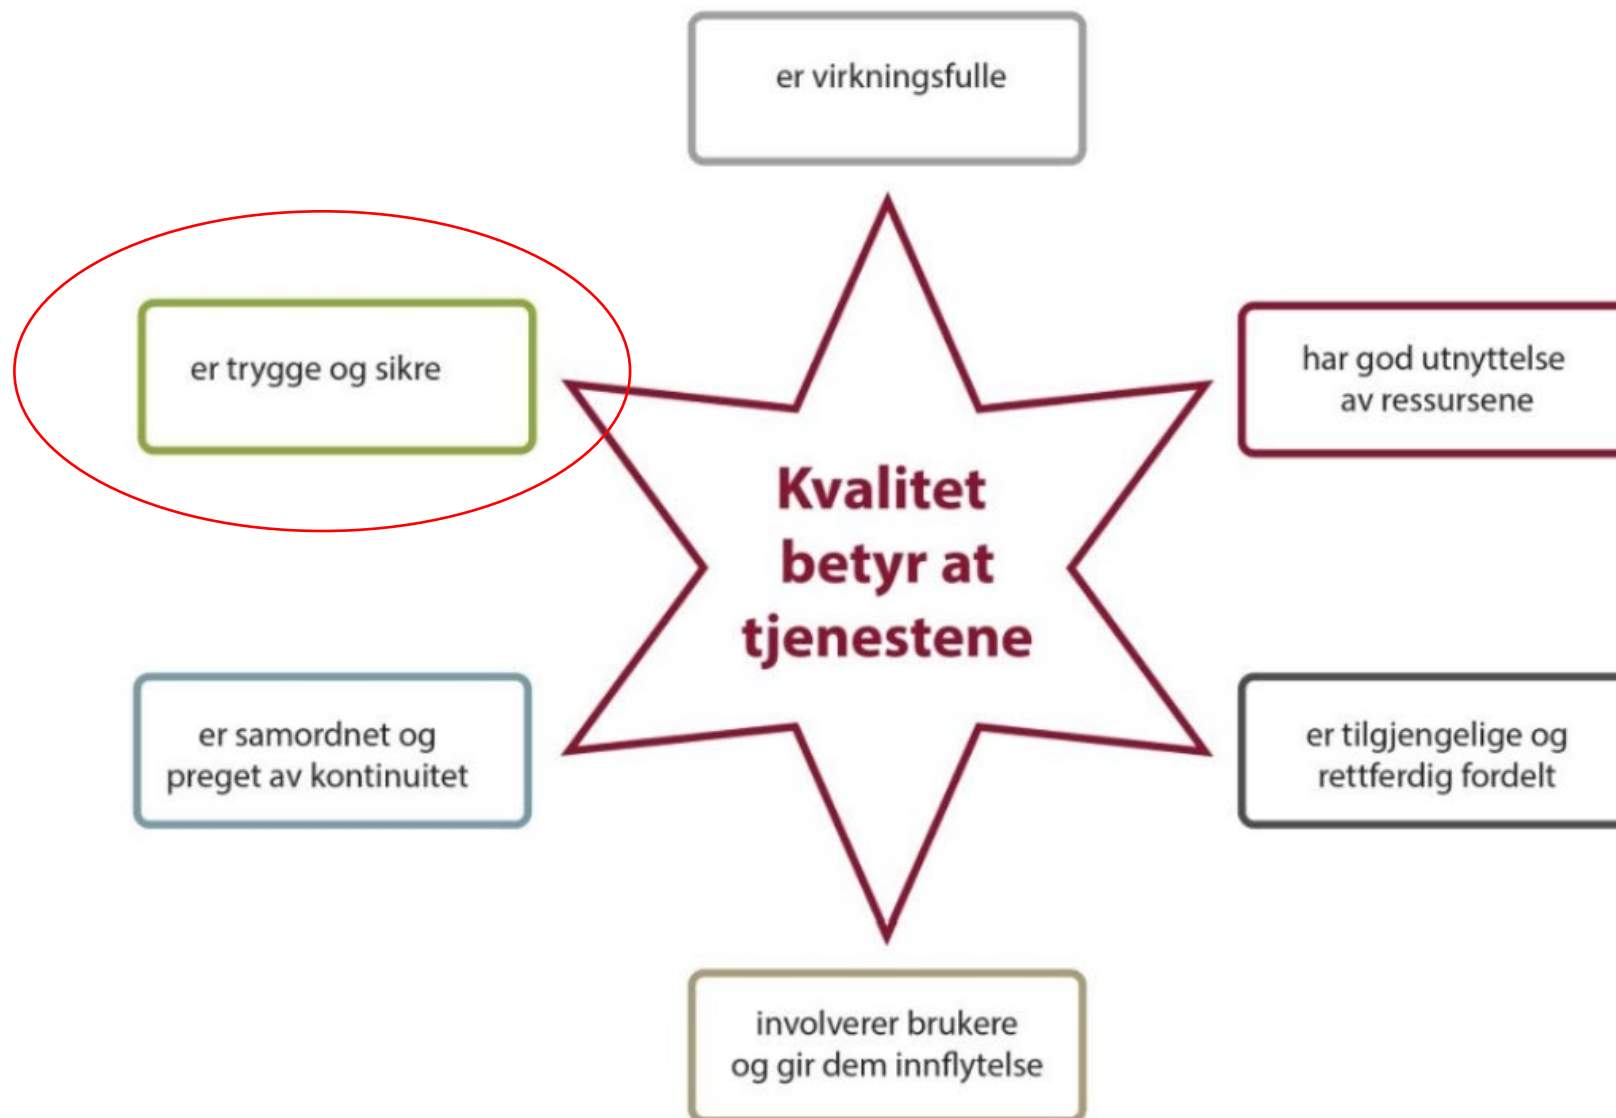 er virkningsfulle
er trygge og sikre
har god utnyttelse
av ressursene
Kvalitet
betyr at
tjenestene
er samordnet og
preget av kontinuitet
er tilgjengelige og
rettferdig fordelt
involverer brukere
og gir dem innflytelse